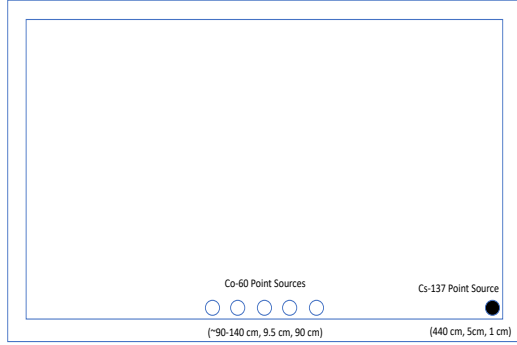 Co-60 Point Sources
Cs-137 Point Source
(~90-140 cm, 9.5 cm, 90 cm)
(440 cm, 5cm, 1 cm)